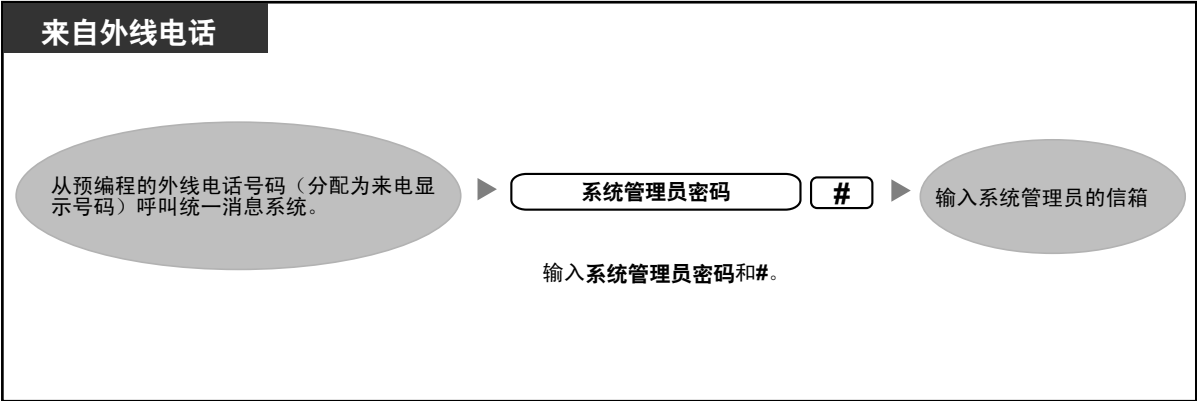 来自外线电话
从预编程的外线电话号码（分配为来电显
示号码）呼叫统一消息系统。
系统管理员密码
#
输入系统管理员的信箱
输入系统管理员密码和#。